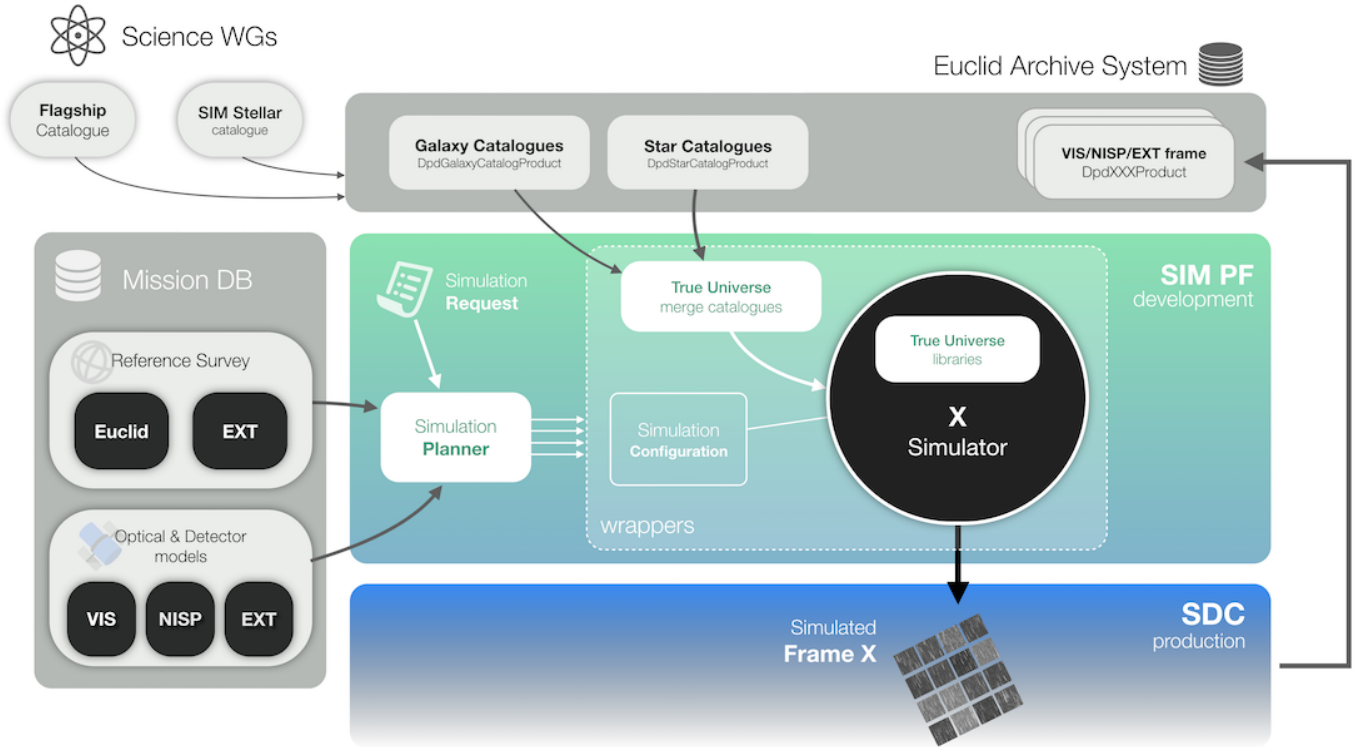 Science WGs
Euclid Archive System
Flagship
Catalogue
SIM Stellar
catalogue
Galaxy Catalogues
DpdGalaxyCatalogProduct
Star Catalogues
DpdStarCatalogProduct
VIS/NISP/EXT frame
DpdXXXProduct
Mission DB
Reference Survey
Euclid
EXT
Optical & Detector
models
VIS
NISP
EXT
Simulation
Request
Simulation
Planner
True Universe
merge catalogues
Simulation
Configuration
wrappers
True Universe
libraries
X
Simulator
SIM PF
development
SDC
production
Simulated
Frame X